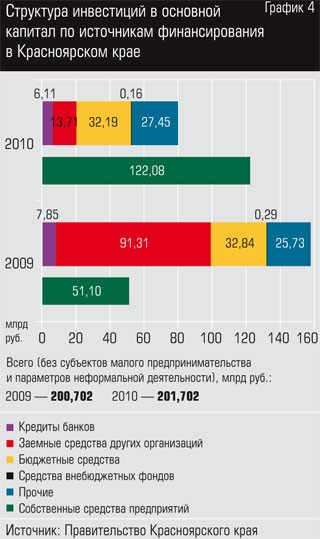 График 4
Структура инвестиций в основной
капитал по источникам финансирования
в Красноярском крае
6,11 0,16
2010 13,71 32,19 27,45
122,08
7,85 0,29
2009 91,31 32,84 25,73
51,10
млрд руб. 0 20 40 60 80 100 120 140 160
Всего (без субъектов малого предпринимательства
и параметров неформальной деятельности), млрд руб.:
2009 — 200,702 2010 — 201,702
Кредиты банков
Заемные средства других организаций
Бюджетные средства
Средства внебюджетных фондов
Прочие
Собственные средства предприятий
Источник: Правительство Красноярского края